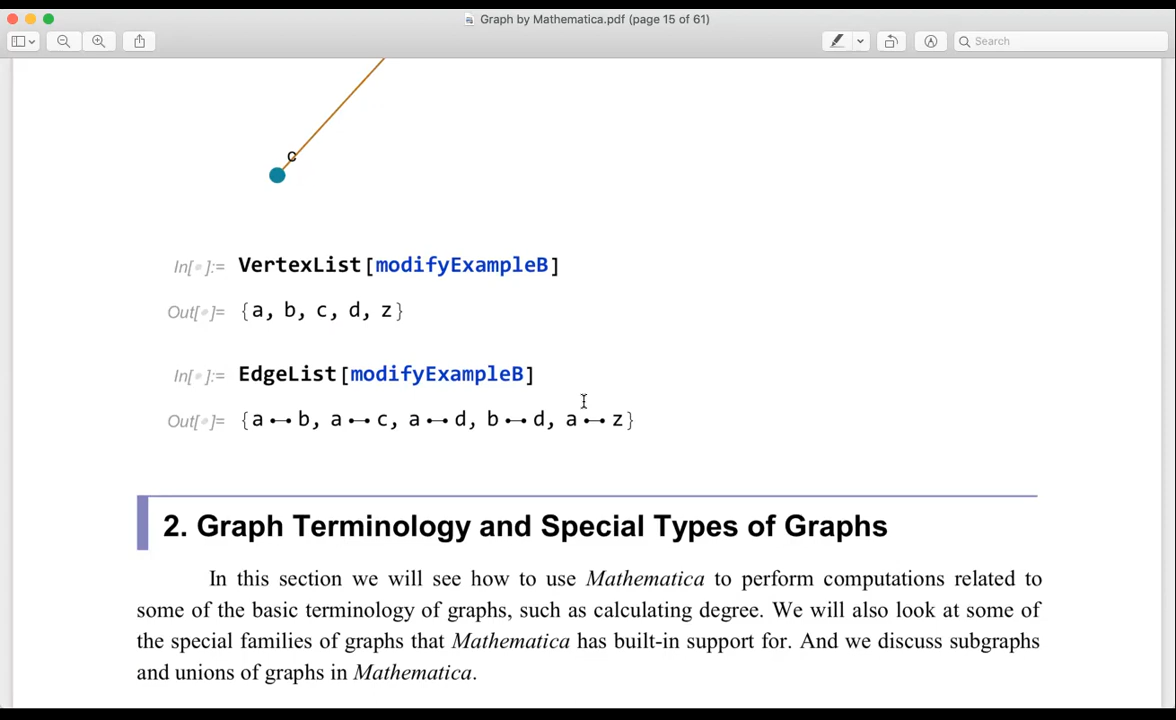 Graph by Mathematica.pdf (page 15 of 61)
Search
c
In[ ]:= VertexList[modifyExampleB]
Out[ ]= {a, b, c, d, z}
In[ ]:= EdgeList[modifyExampleB]
Out[ ]= {a •–• b, a •–• c, a •–• d, b •–• d, a •–• z}
2. Graph Terminology and Special Types of Graphs
In this section we will see how to use Mathematica to perform computations related to
some of the basic terminology of graphs, such as calculating degree. We will also look at some of
the special families of graphs that Mathematica has built-in support for. And we discuss subgraphs
and unions of graphs in Mathematica.